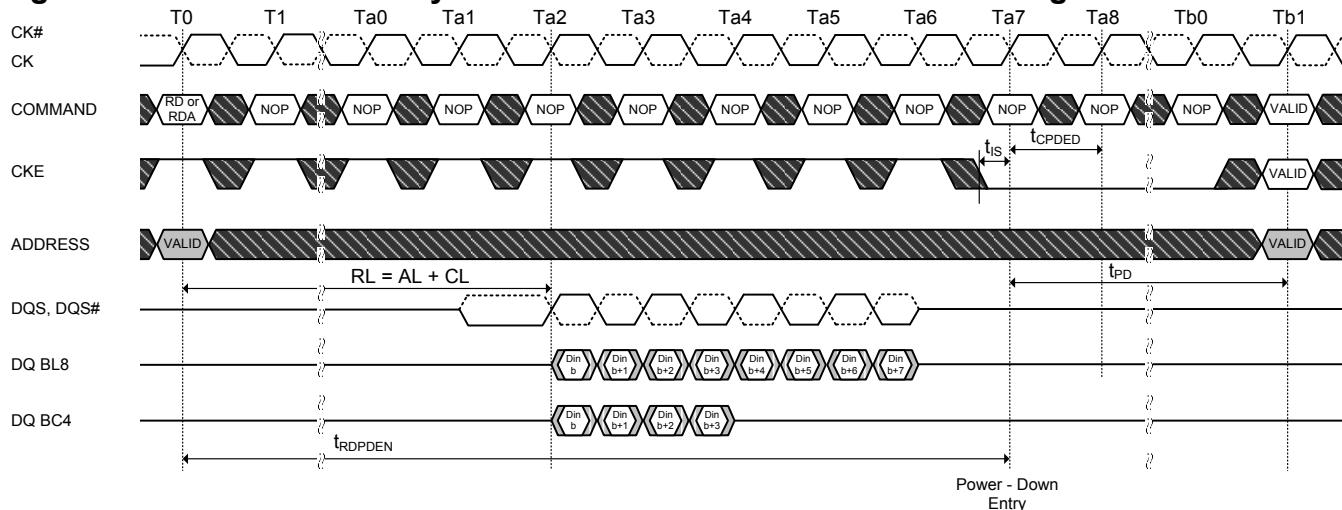 T0 T1 Ta0 Ta1 Ta2 Ta3 Ta4 Ta5 Ta6 Ta7 Ta8 Tb0 Tb1
CK#
CK
COMMAND RD or RDA NOP NOP NOP NOP NOP NOP NOP NOP NOP NOP NOP VALID
tIS tCPDED
CKE VALID
ADDRESS VALID VALID
RL = AL + CL tPD
DQS, DQS#
DQ BL8 Din b Din b+1 Din b+2 Din b+3 Din b+4 Din b+5 Din b+6 Din b+7
DQ BC4 Din b Din b+1 Din b+2 Din b+3
tRDPDEN
Power - Down
Entry